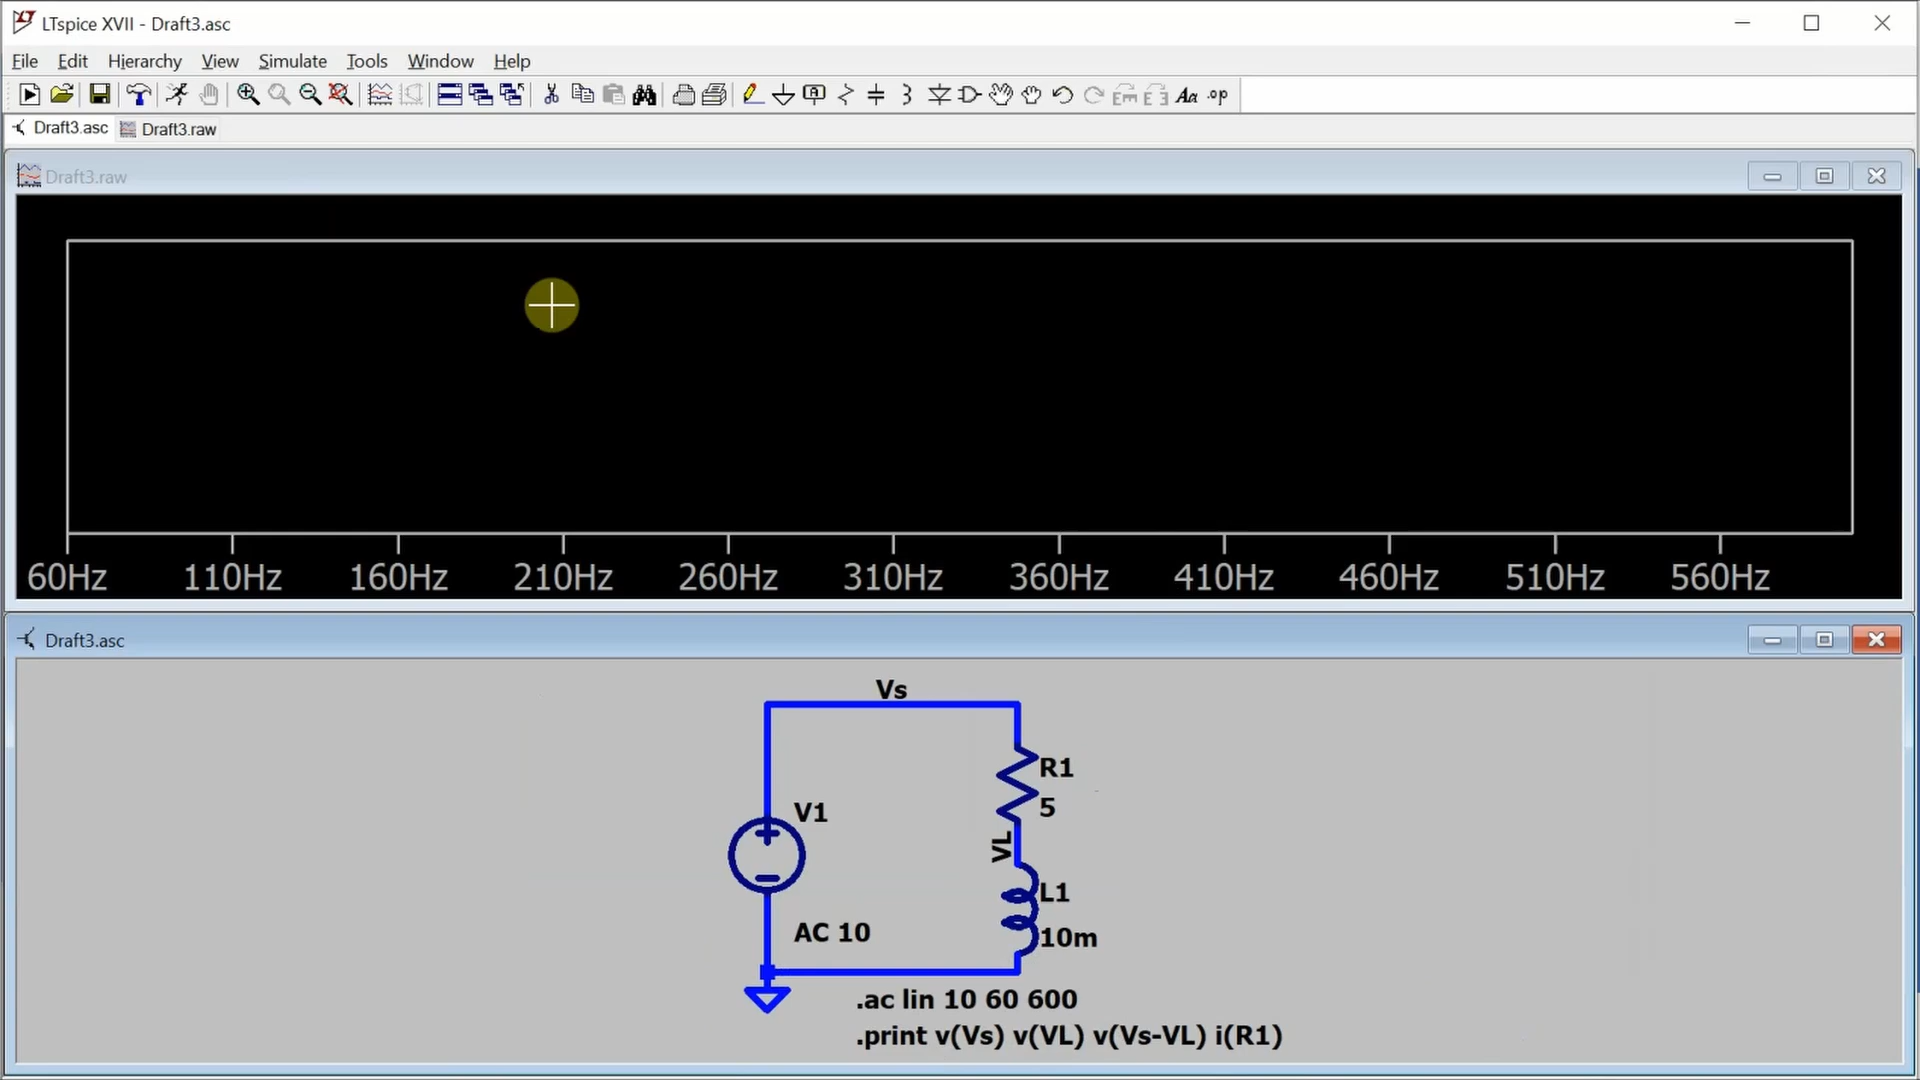 LTspice XVII - Draft3.asc
File Edit Hierarchy View Simulate Tools Window Help
Aa .op
Draft3.asc Draft3.raw
Draft3.raw
60Hz 110Hz 160Hz 210Hz 260Hz 310Hz 360Hz 410Hz 460Hz 510Hz 560Hz
Draft3.asc
Vs
R1
5
V1
VL
L1
AC 10
10m
.ac lin 10 60 600
.print v(Vs) v(VL) v(Vs-VL) i(R1)